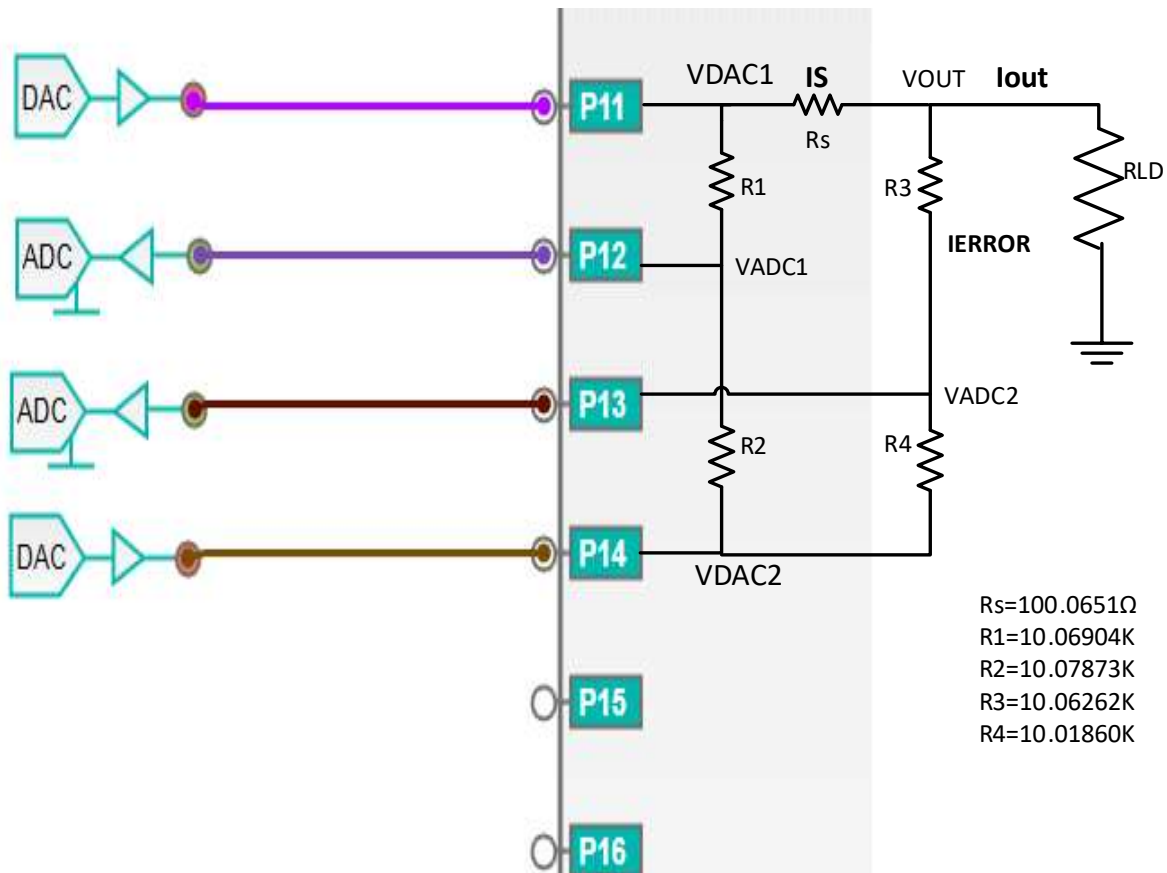 DAC
P11
VDAC1
IS
Rs
VOUT
Iout
R1
R3
RLD
ADC
P12
VADC1
IERROR
ADC
P13
VADC2
R2
R4
DAC
P14
VDAC2
P15
P16
Rs=100.0651Ω
R1=10.06904K
R2=10.07873K
R3=10.06262K
R4=10.01860K